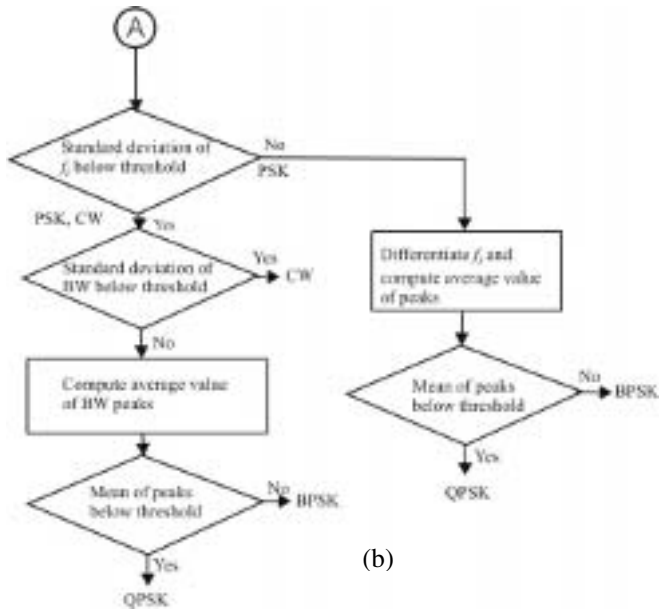 A
Standard deviation of
fi below threshold
No
PSK
PSK, CW
Yes
Standard deviation of
BW below threshold
Yes
CW
No
Compute average value
of BW peaks
Mean of peaks
below threshold
No
BPSK
Yes
QPSK
Differentiate fi and
compute average value
of peaks
Mean of peaks
below threshold
No
BPSK
Yes
QPSK
(b)